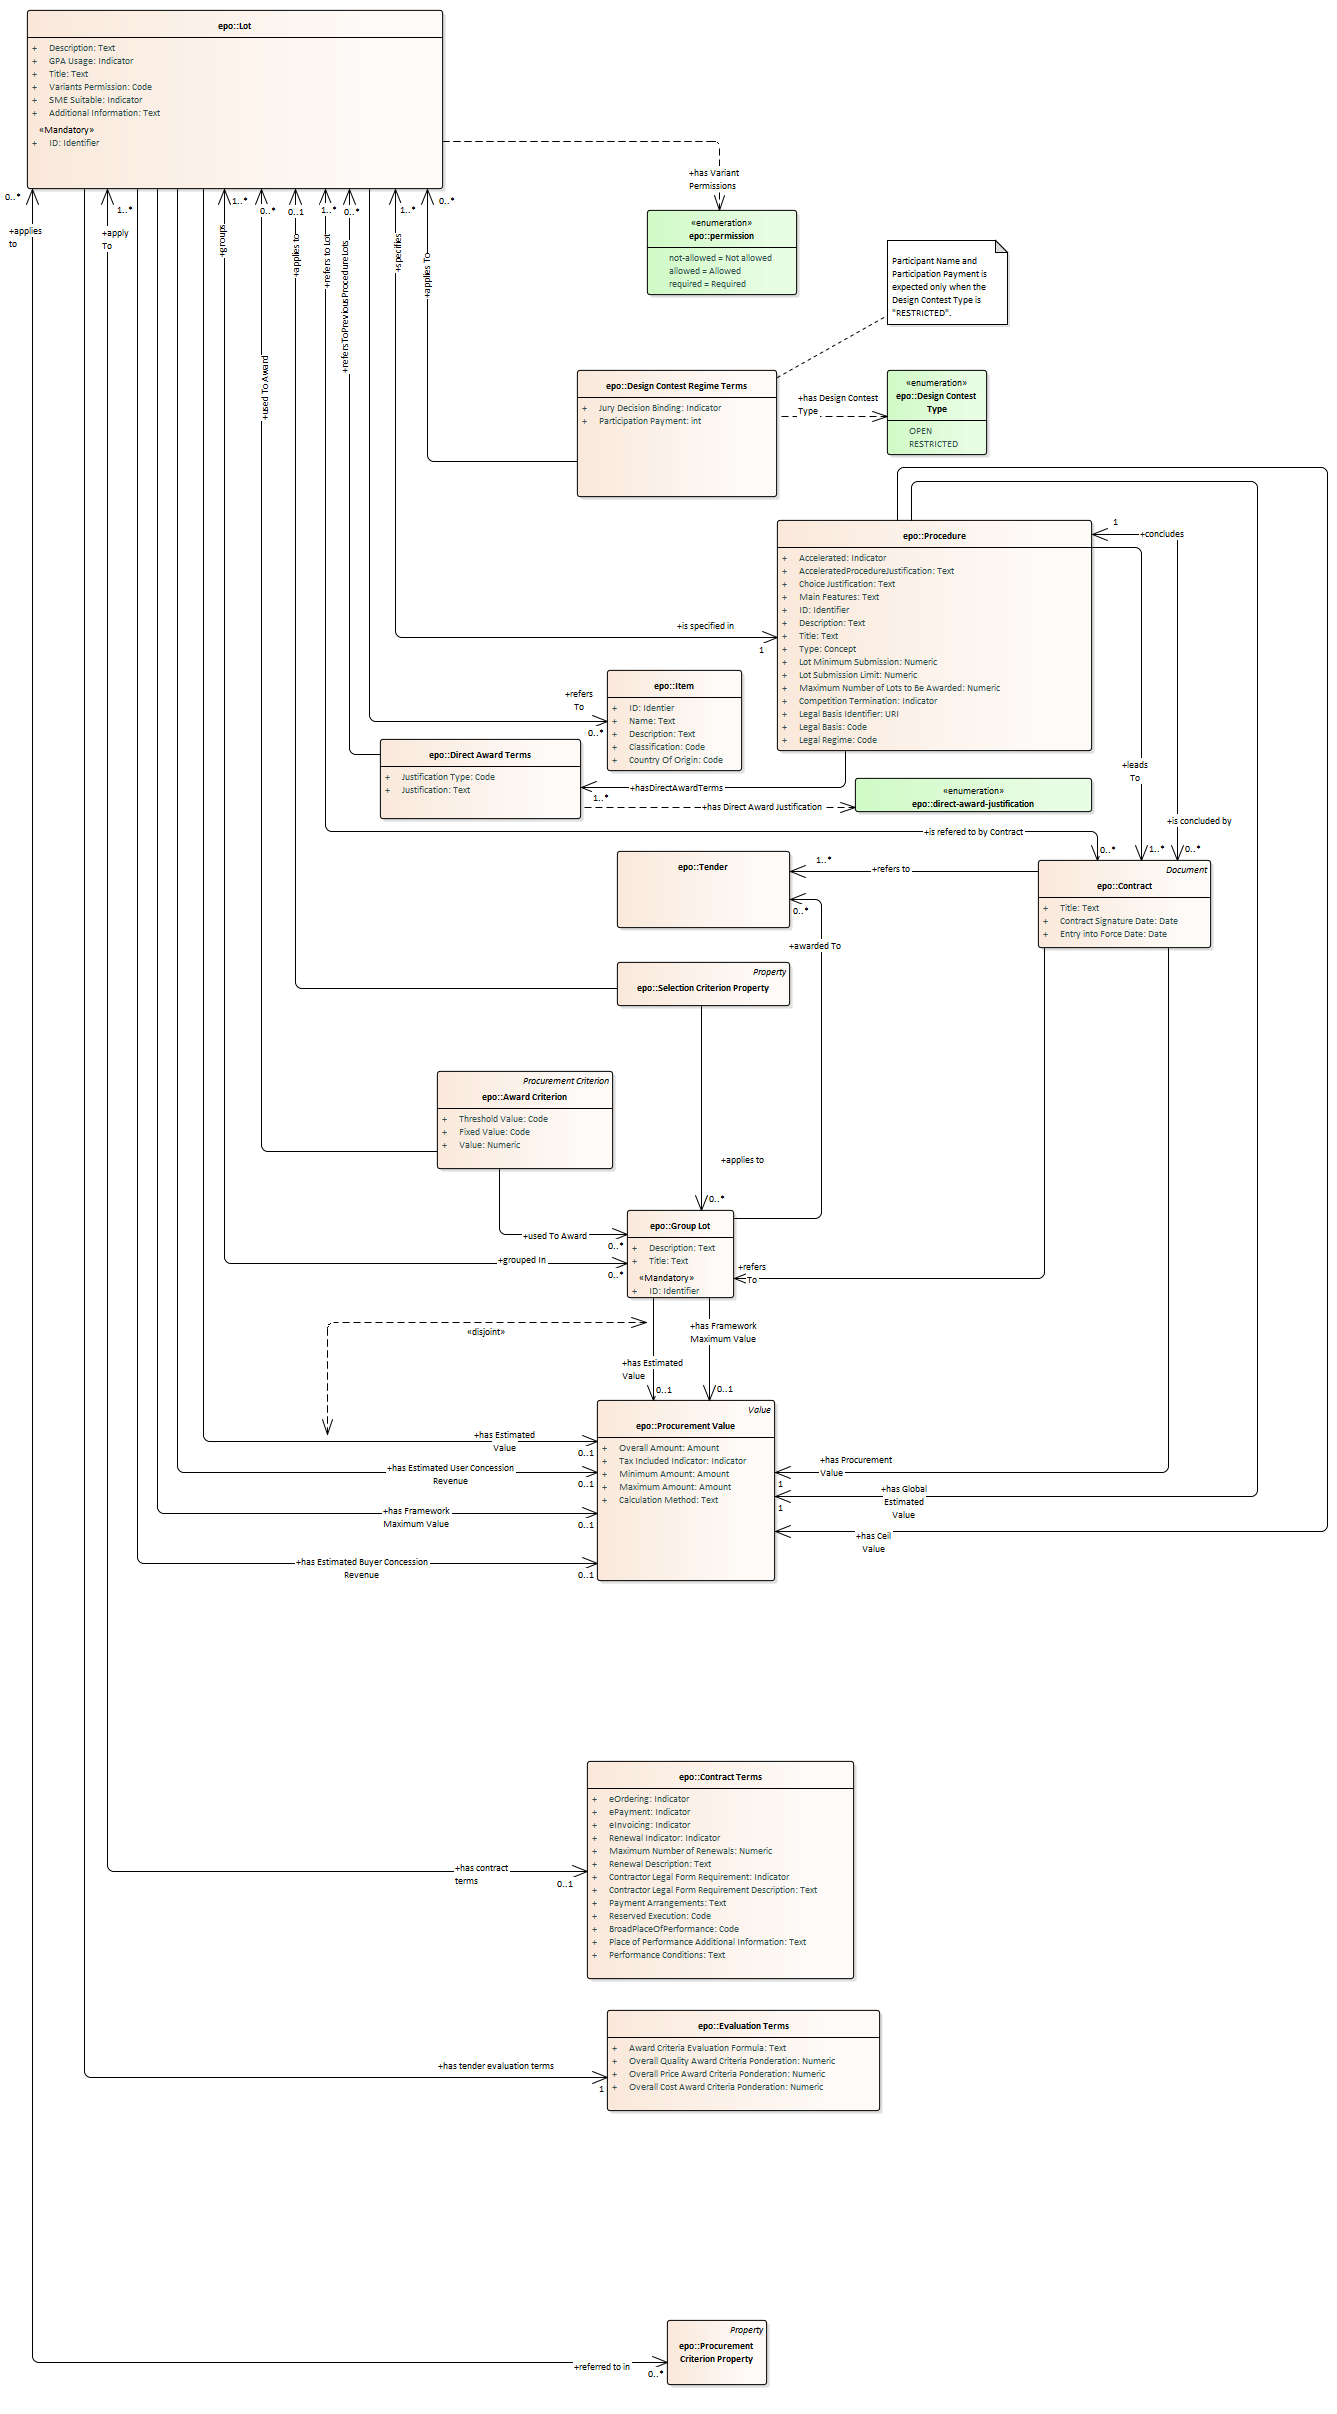 epo::Lot
+ Description: Text
+ GPA Usage: Indicator
+ Title: Text
+ Variants Permission: Code
+ SME Suitable: Indicator
+ Additional Information: Text
«Mandatory»
+ ID: Identifier
+has Variant
Permissions
0..*
1..*
1..*
0..*
0..1
1..*
0..*
1..*
0..*
+applies
to
+apply
To
+groups
+used To Award
+applies to
+refers to Lot
+refersToPreviousProcedureLots
+specifies
+applies To
«enumeration»
epo::permission
not-allowed = Not allowed
allowed = Allowed
required = Required
Participant Name and
Participation Payment is
expected only when the
Design Contest Type is
"RESTRICTED".
epo::Design Contest Regime Terms
+ Jury Decision Binding: Indicator
+ Participation Payment: int
+has Design Contest
Type
«enumeration»
epo::Design Contest
Type
OPEN
RESTRICTED
epo::Procedure
+ Accelerated: Indicator
+ AcceleratedProcedureJustification: Text
+ Choice Justification: Text
+ Main Features: Text
+ ID: Identifier
+ Description: Text
+ Title: Text
+ Type: Concept
+ Lot Minimum Submission: Numeric
+ Lot Submission Limit: Numeric
+ Maximum Number of Lots to Be Awarded: Numeric
+ Competition Termination: Indicator
+ Legal Basis Identifier: URI
+ Legal Basis: Code
+ Legal Regime: Code
1
+concludes
+is specified in
1
epo::Item
+ ID: Identier
+ Name: Text
+ Description: Text
+ Classification: Code
+ Country Of Origin: Code
+refers
To
0..*
epo::Direct Award Terms
+ Justification Type: Code
+ Justification: Text
+hasDirectAwardTerms
1..*
+has Direct Award Justification
«enumeration»
epo::direct-award-justification
+leads
To
+is concluded by
+is refered to by Contract
0..*
1..*
0..*
epo::Tender
1..*
+refers to
0..*
+awarded To
Document
epo::Contract
+ Title: Text
+ Contract Signature Date: Date
+ Entry into Force Date: Date
Property
epo::Selection Criterion Property
Procurement Criterion
epo::Award Criterion
+ Threshold Value: Code
+ Fixed Value: Code
+ Value: Numeric
+applies to
0..*
epo::Group Lot
+ Description: Text
+ Title: Text
«Mandatory»
+ ID: Identifier
+used To Award
0..*
+grouped In
0..*
+refers
To
«disjoint»
+has Framework
Maximum Value
+has Estimated
Value
0..1
0..1
Value
epo::Procurement Value
+ Overall Amount: Amount
+ Tax Included Indicator: Indicator
+ Minimum Amount: Amount
+ Maximum Amount: Amount
+ Calculation Method: Text
+has Estimated
Value
0..1
+has Estimated User Concession
Revenue
0..1
+has Framework
Maximum Value
0..1
+has Estimated Buyer Concession
Revenue
0..1
+has Procurement
Value
1
+has Global
Estimated
Value
1
+has Ceil
Value
epo::Contract Terms
+ eOrdering: Indicator
+ ePayment: Indicator
+ eInvoicing: Indicator
+ Renewal Indicator: Indicator
+ Maximum Number of Renewals: Numeric
+ Renewal Description: Text
+ Contractor Legal Form Requirement: Indicator
+ Contractor Legal Form Requirement Description: Text
+ Payment Arrangements: Text
+ Reserved Execution: Code
+ BroadPlaceOfPerformance: Code
+ Place of Performance Additional Information: Text
+ Performance Conditions: Text
+has contract
terms
0..1
epo::Evaluation Terms
+ Award Criteria Evaluation Formula: Text
+ Overall Quality Award Criteria Ponderation: Numeric
+ Overall Price Award Criteria Ponderation: Numeric
+ Overall Cost Award Criteria Ponderation: Numeric
+has tender evaluation terms
1
Property
epo::Procurement
Criterion Property
+referred to in
0..*